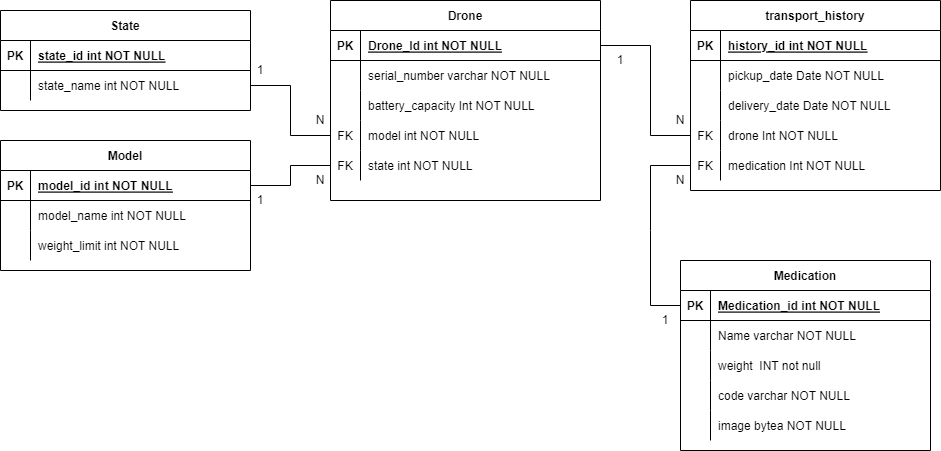 State
PK state_id int NOT NULL
state_name int NOT NULL
1
N
Model
PK model_id int NOT NULL
model_name int NOT NULL
weight_limit int NOT NULL
1
N
Drone
PK Drone_Id int NOT NULL
serial_number varchar NOT NULL
battery_capacity Int NOT NULL
FK model int NOT NULL
FK state int NOT NULL
1
N
transport_history
PK history_id int NOT NULL
pickup_date Date NOT NULL
delivery_date Date NOT NULL
FK drone Int NOT NULL
FK medication Int NOT NULL
N
1
Medication
PK Medication_id int NOT NULL
Name varchar NOT NULL
weight  INT not null
code varchar NOT NULL
image bytea NOT NULL